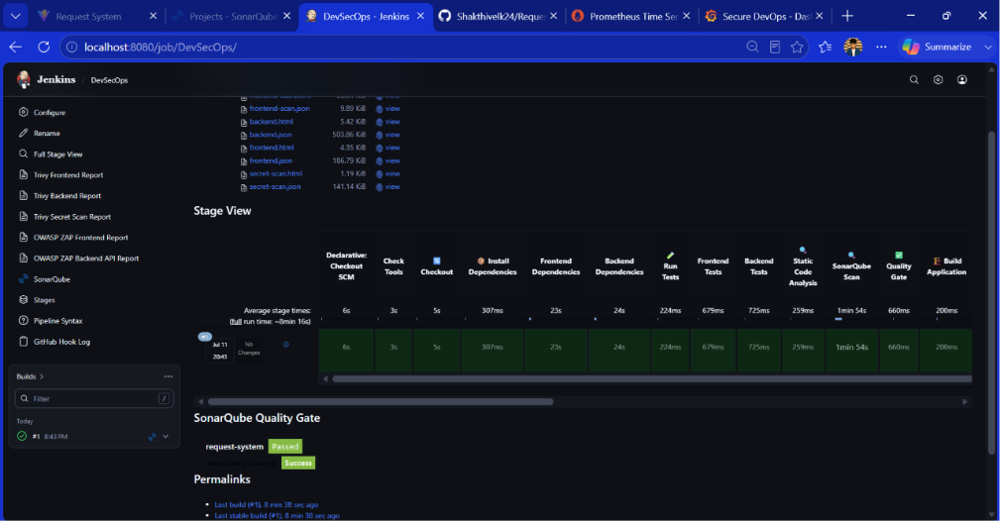 Request System
Projects - SonarQube
DevSecOps - Jenkins
Shakthivelk24/Reques
Prometheus Time Ser
Secure DevOps - Dash
localhost:8080/job/DevSecOps/
Summarize
Jenkins
DevSecOps
Configure
Rename
Full Stage View
Trivy Frontend Report
Trivy Backend Report
Trivy Secret Scan Report
OWASP ZAP Frontend Report
OWASP ZAP Backend API Report
SonarQube
Stages
Pipeline Syntax
GitHub Hook Log
Builds
Filter /
Today
#1 8:43 PM
frontend-scan.json 9.89 KiB view
backend.html 5.42 KiB view
backend.json 503.86 KiB view
frontend.html 4.35 KiB view
frontend.json 186.79 KiB view
secret-scan.html 1.19 KiB view
secret-scan.json 141.14 KiB view
Stage View
Declarative: Checkout SCM
Check Tools
Checkout
Install Dependencies
Frontend Dependencies
Backend Dependencies
Run Tests
Frontend Tests
Backend Tests
Static Code Analysis
SonarQube Scan
Quality Gate
Build Application
Average stage times: 6s 3s 5s 307ms 23s 24s 224ms 679ms 725ms 259ms 1min 54s 660ms 200ms
(full run time: ~8min 16s)
#1
Jul 11
20:43
No Changes
6s 3s 5s 307ms 23s 24s 224ms 679ms 725ms 259ms 1min 54s 660ms 200ms
SonarQube Quality Gate
request-system Passed
Success
Permalinks
Last build (#1), 8 min 38 sec ago
Last stable build (#1), 8 min 38 sec ago